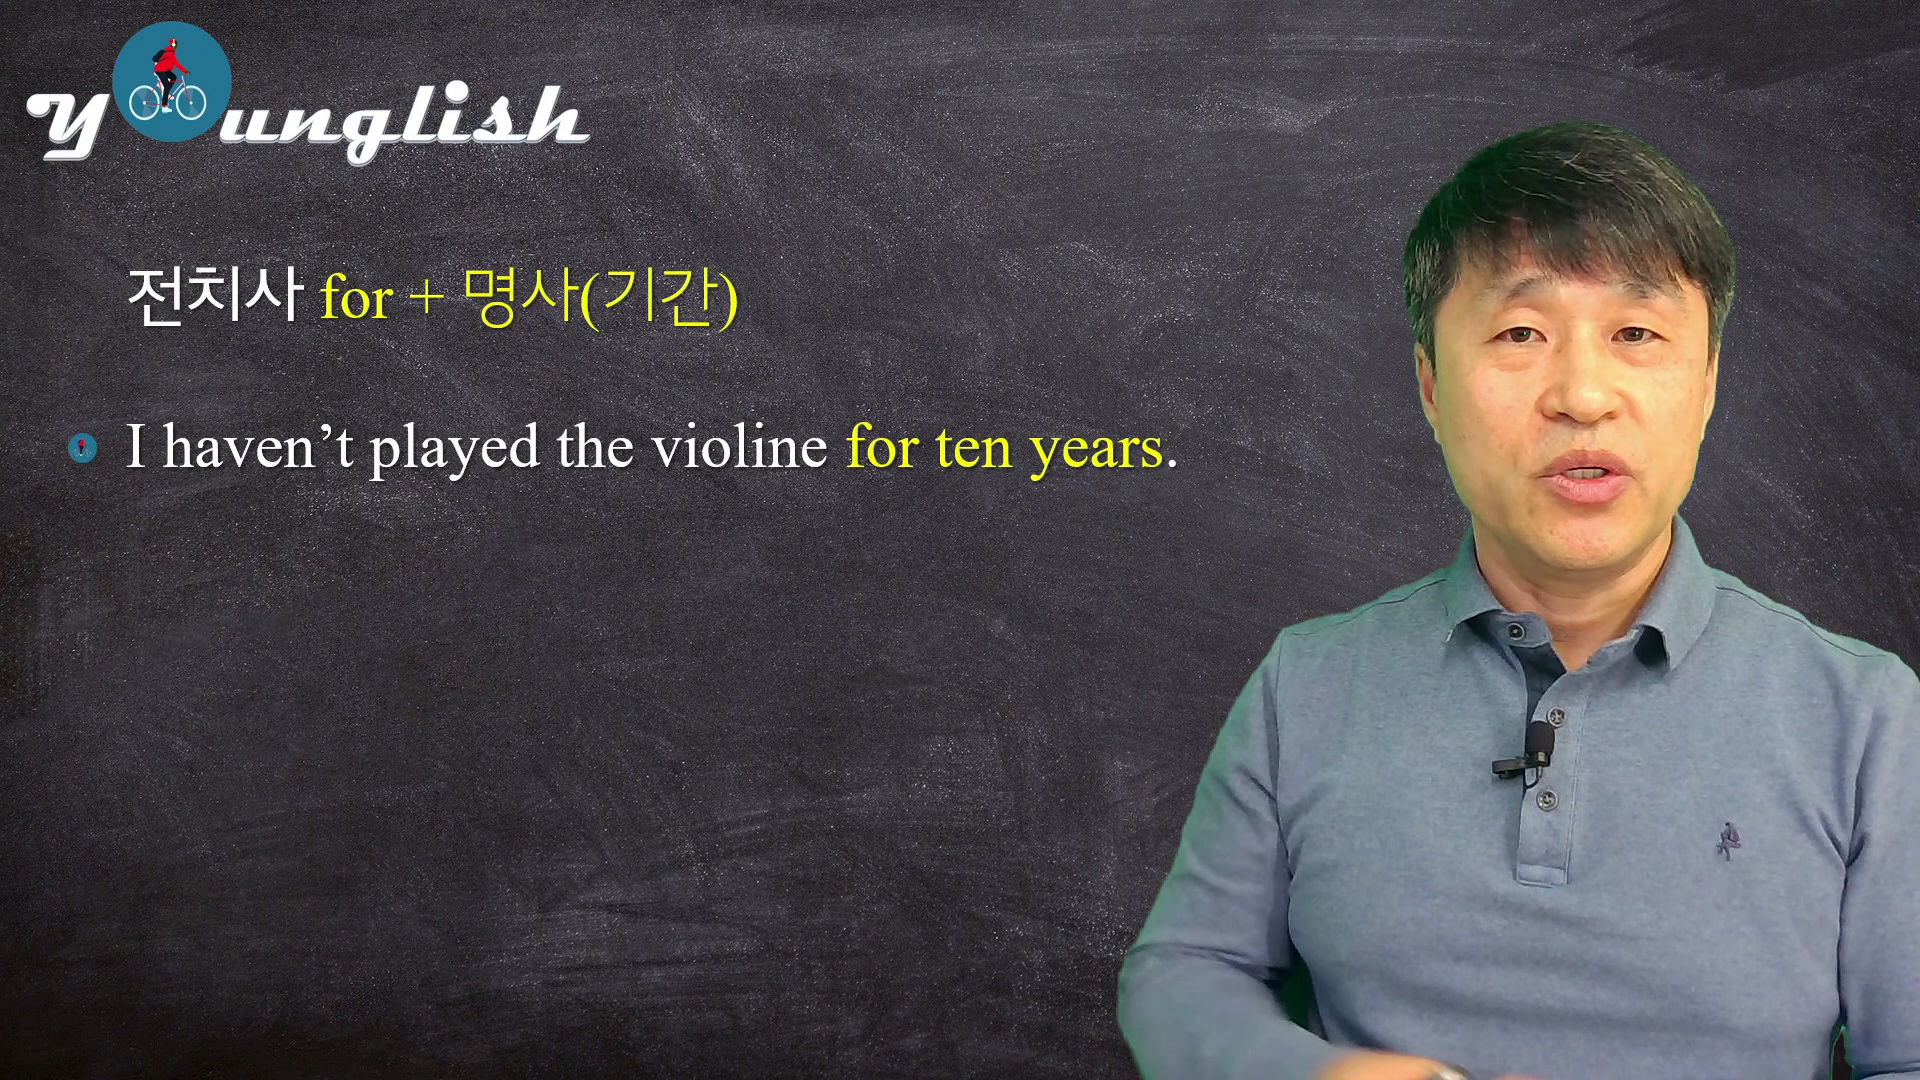 Younglish
전치사 for + 명사(기간)
I haven’t played the violine for ten years.